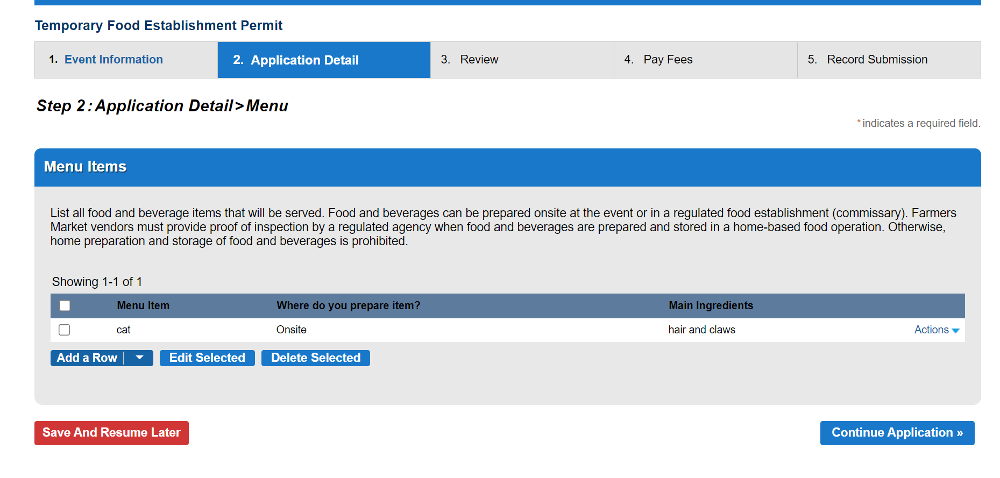 Temporary Food Establishment Permit
1. Event Information
2. Application Detail
3. Review
4. Pay Fees
5. Record Submission
Step 2: Application Detail>Menu
* indicates a required field.
Menu Items
List all food and beverage items that will be served. Food and beverages can be prepared onsite at the event or in a regulated food establishment (commissary). Farmers
Market vendors must provide proof of inspection by a regulated agency when food and beverages are prepared and stored in a home-based food operation. Otherwise,
home preparation and storage of food and beverages is prohibited.
Showing 1-1 of 1
Menu Item Where do you prepare item? Main Ingredients
cat Onsite hair and claws Actions
Add a Row Edit Selected Delete Selected
Save And Resume Later Continue Application »